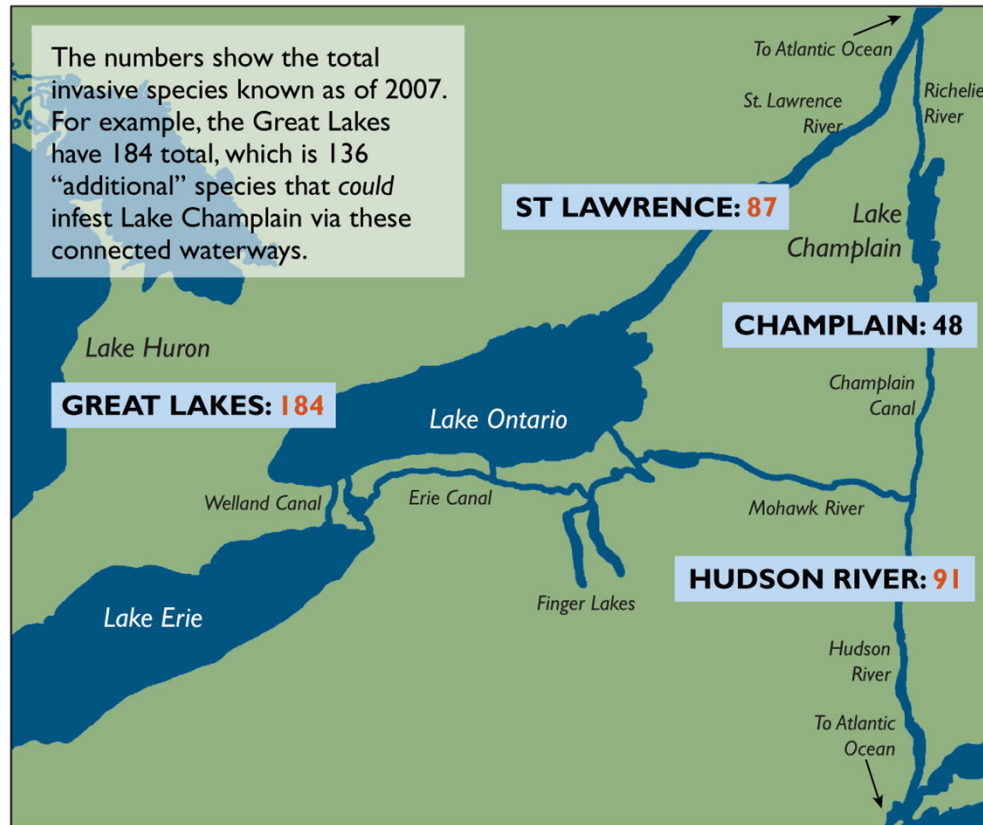 The numbers show the total
invasive species known as of 2007.
For example, the Great Lakes
have 184 total, which is 136
“additional” species that could
infest Lake Champlain via these
connected waterways.
To Atlantic Ocean
St. Lawrence
River
Richelie
River
ST LAWRENCE: 87
Lake
Champlain
CHAMPLAIN: 48
Lake Huron
Champlain
Canal
GREAT LAKES: 184
Lake Ontario
Welland Canal
Erie Canal
Mohawk River
HUDSON RIVER: 91
Finger Lakes
Lake Erie
Hudson
River
To Atlantic
Ocean